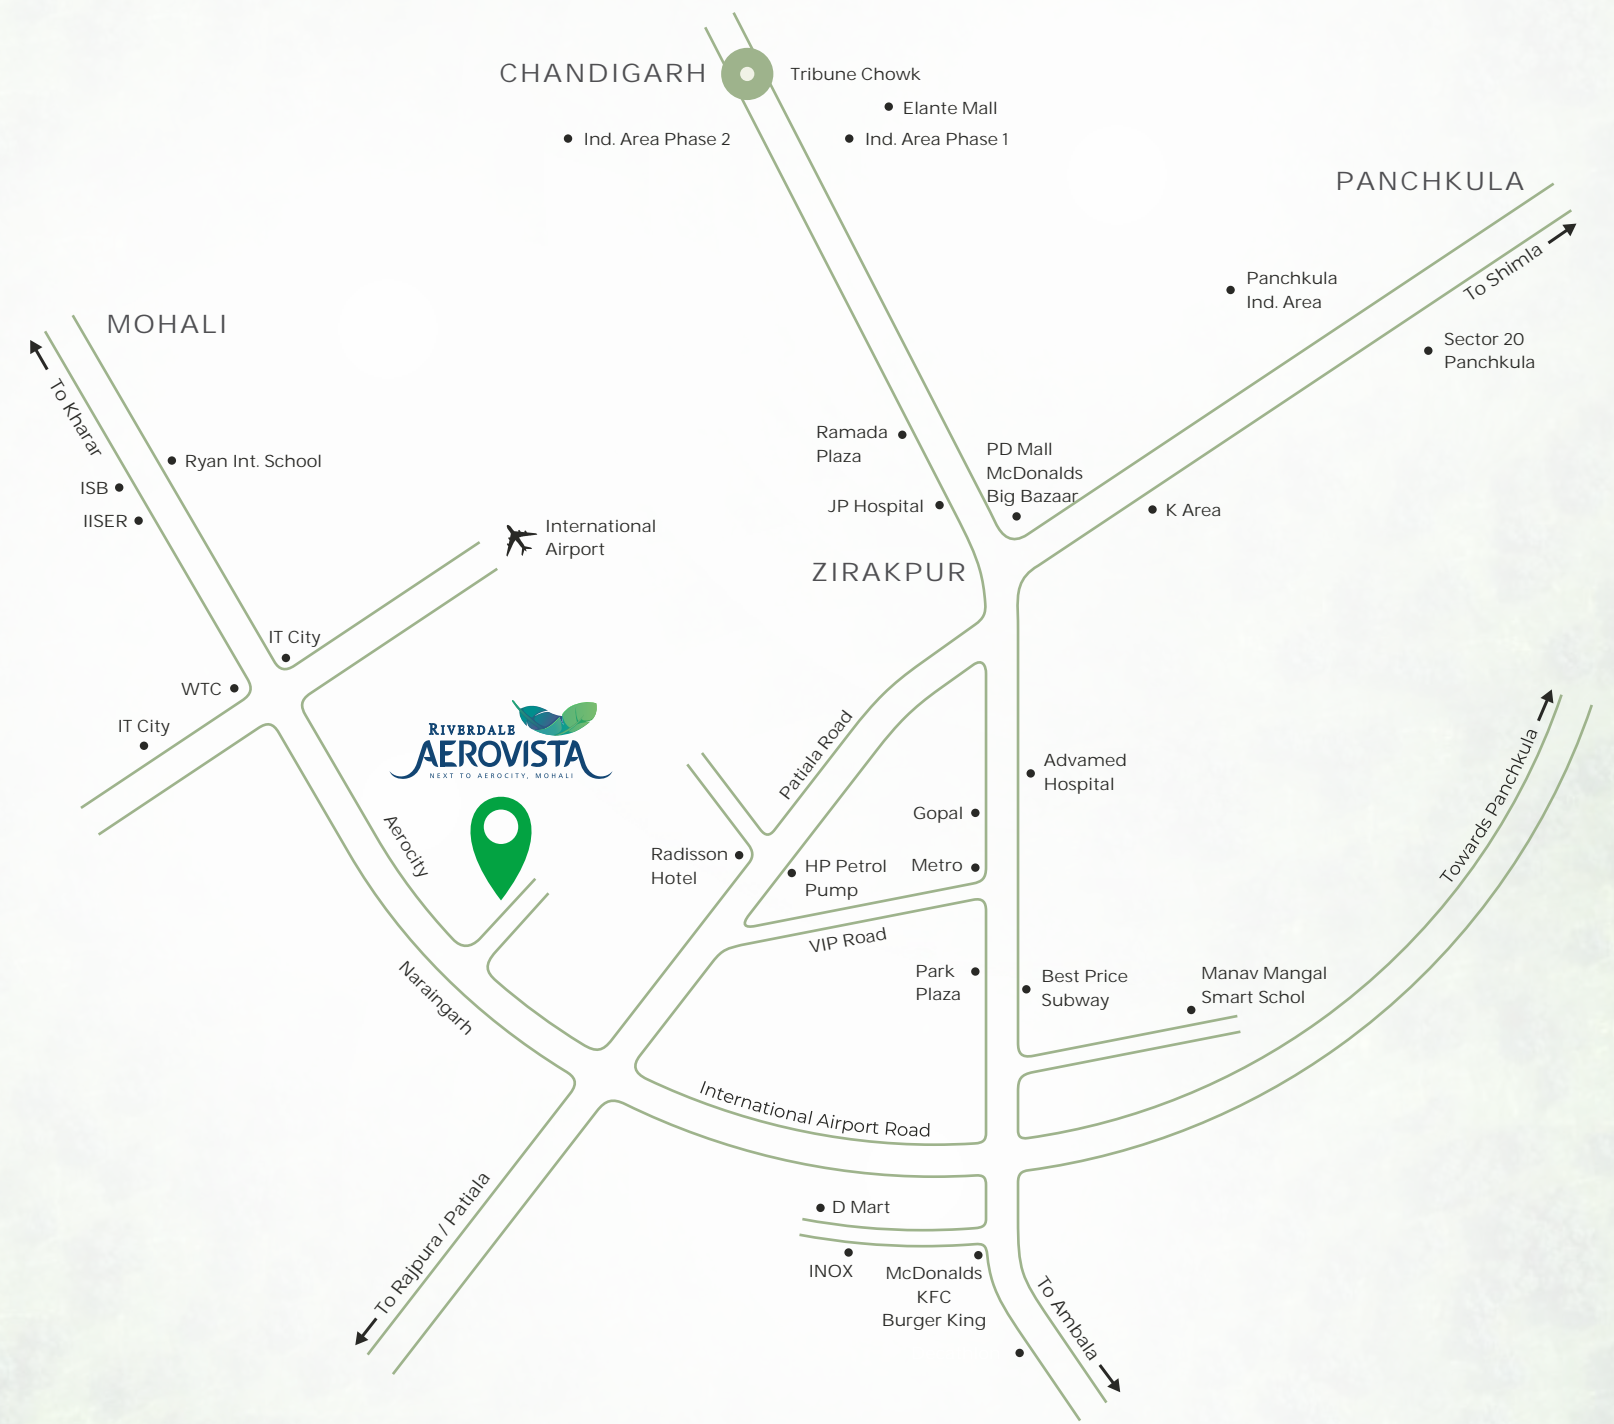 CHANDIGARH
Tribune Chowk
Elante Mall
Ind. Area Phase 2
Ind. Area Phase 1
PANCHKULA
To Shimla
Panchkula
Ind. Area
Sector 20
Panchkula
MOHALI
To Kharar
Ryan Int. School
ISB
IISER
International
Airport
Ramada
Plaza
JP Hospital
PD Mall
McDonalds
Big Bazaar
K Area
ZIRAKPUR
IT City
WTC
IT City
RIVERDALE
AEROVISTA
NEXT TO AEROCITY, MOHALI
Aerocity
Naraingarh
Patiala Road
Radisson
Hotel
HP Petrol
Pump
Gopal
Metro
Advamed
Hospital
VIP Road
Park
Plaza
Best Price
Subway
Manav Mangal
Smart Schol
Towards Panchkula
International Airport Road
To Rajpura / Patiala
D Mart
INOX
McDonalds
KFC
Burger King
To Ambala